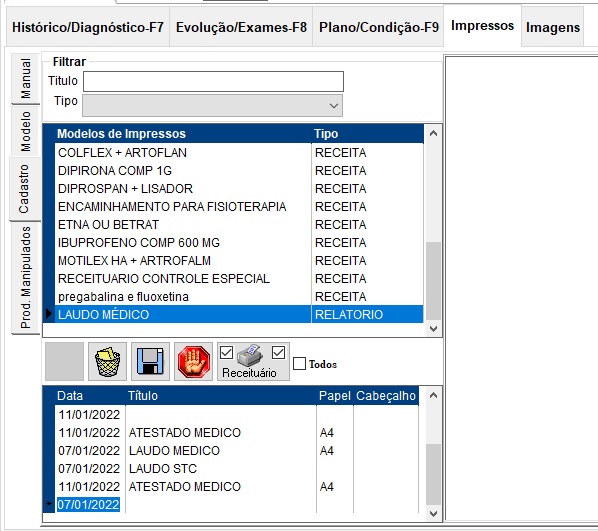 Histórico/Diagnóstico-F7 Evolução/Exames-F8 Plano/Condição-F9 Impressos Imagens
Manual
Modelo
Cadastro
Prod. Manipulados
Filtrar
Titulo
Tipo
Modelos de Impressos Tipo
COLFLEX + ARTOFLAN RECEITA
DIPIRONA COMP 1G RECEITA
DIPROSPAN + LISADOR RECEITA
ENCAMINHAMENTO PARA FISIOTERAPIA RECEITA
ETNA OU BETRAT RECEITA
IBUPROFENO COMP 600 MG RECEITA
MOTILEX HA + ARTROFALM RECEITA
RECEITUARIO CONTROLE ESPECIAL RECEITA
pregabalina e fluoxetina RECEITA
LAUDO MÉDICO RELATORIO
Receituário
Todos
Data Título Papel Cabeçalho
11/01/2022
11/01/2022 ATESTADO MEDICO A4
07/01/2022 LAUDO MEDICO A4
07/01/2022 LAUDO STC
11/01/2022 ATESTADO MEDICO A4
07/01/2022